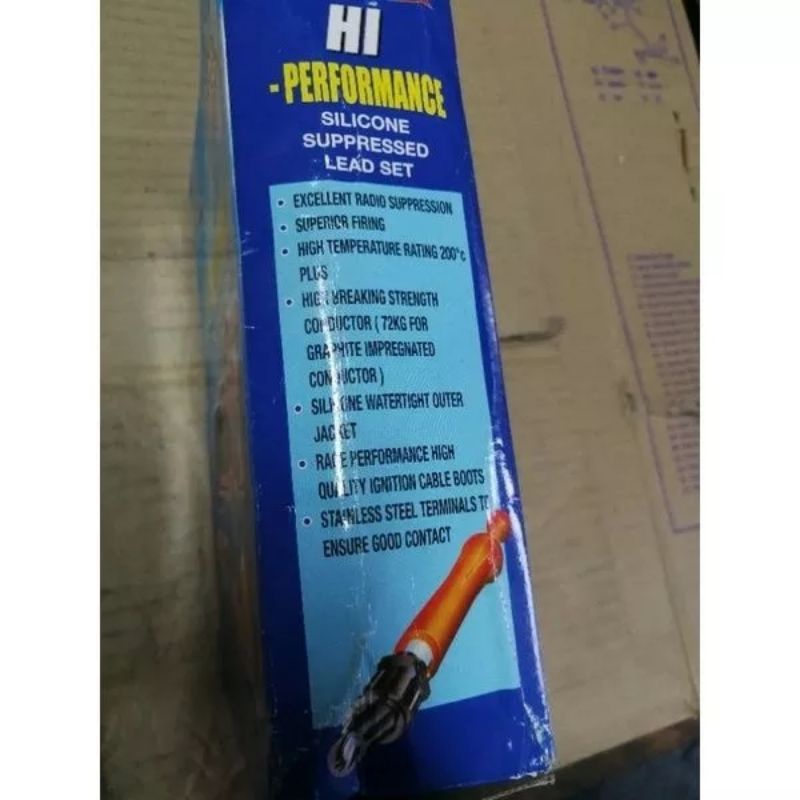 Hi
-PERFORMANCE
SILICONE
SUPPRESSED
LEAD SET
• EXCELLENT RADIO SUPPRESSION
• SUPERIOR FIRING
• HIGH TEMPERATURE RATING 200°c
PLUS
• HIGH BREAKING STRENGTH
CONDUCTOR ( 72KG FOR
GRAPHITE IMPREGNATED
CONDUCTOR )
• SILICONE WATERTIGHT OUTER
JACKET
• RACE PERFORMANCE HIGH
QUALITY IGNITION CABLE BOOTS
• STAINLESS STEEL TERMINALS TO
ENSURE GOOD CONTACT